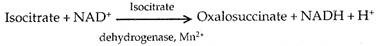 Isocitrate
Isocitrate + NAD⁺ ⟶ Oxalosuccinate + NADH + H⁺
dehydrogenase, Mn²⁺